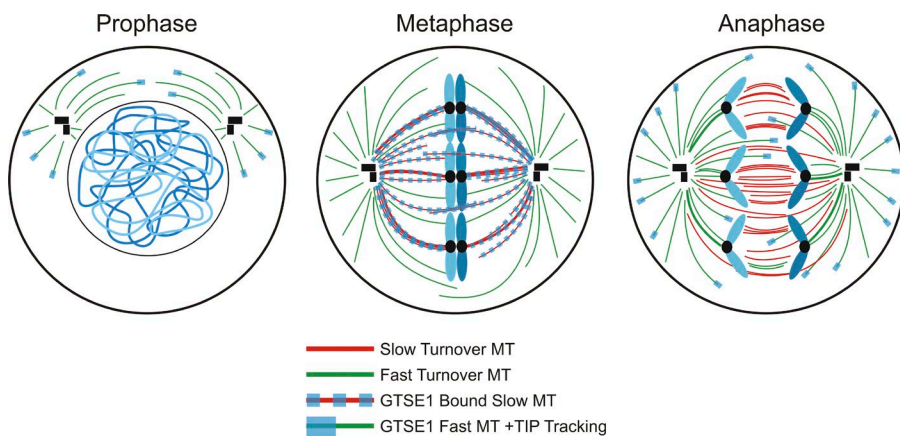 Prophase
Metaphase
Anaphase
Slow Turnover MT
Fast Turnover MT
GTSE1 Bound Slow MT
GTSE1 Fast MT +TIP Tracking